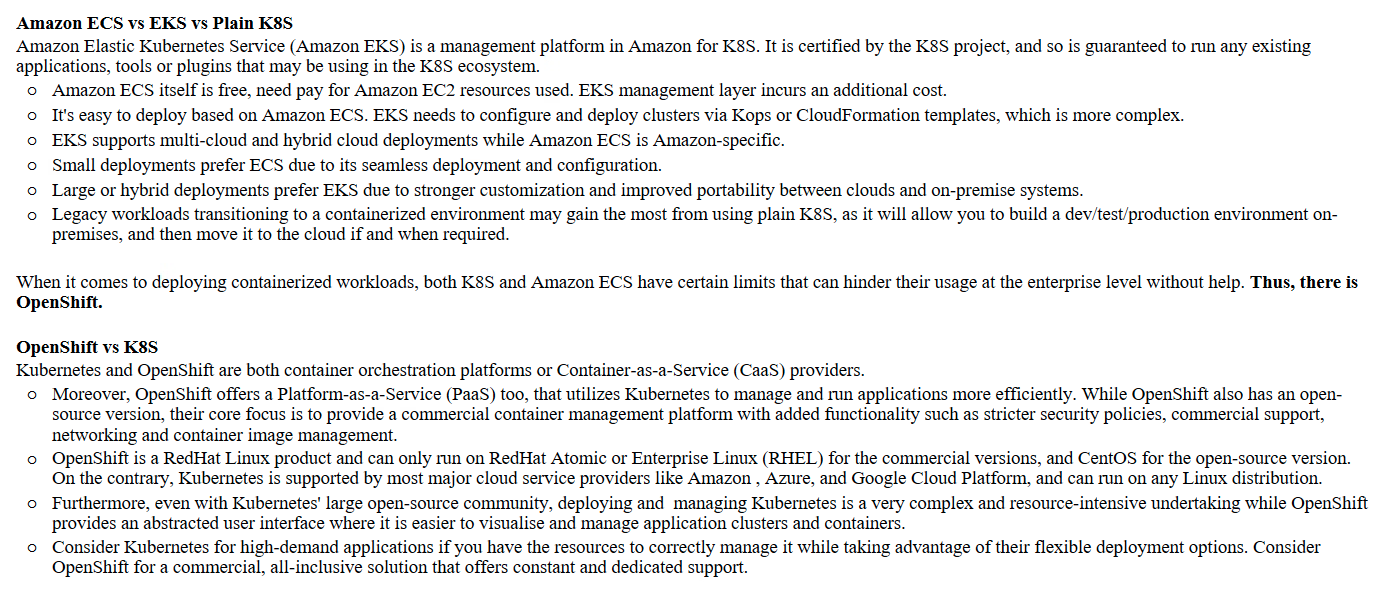 Amazon ECS vs EKS vs Plain K8S
Amazon Elastic Kubernetes Service (Amazon EKS) is a management platform in Amazon for K8S. It is certified by the K8S project, and so is guaranteed to run any existing
applications, tools or plugins that may be using in the K8S ecosystem.
o Amazon ECS itself is free, need pay for Amazon EC2 resources used. EKS management layer incurs an additional cost.
o It's easy to deploy based on Amazon ECS. EKS needs to configure and deploy clusters via Kops or CloudFormation templates, which is more complex.
o EKS supports multi-cloud and hybrid cloud deployments while Amazon ECS is Amazon-specific.
o Small deployments prefer ECS due to its seamless deployment and configuration.
o Large or hybrid deployments prefer EKS due to stronger customization and improved portability between clouds and on-premise systems.
o Legacy workloads transitioning to a containerized environment may gain the most from using plain K8S, as it will allow you to build a dev/test/production environment on-
premises, and then move it to the cloud if and when required.
When it comes to deploying containerized workloads, both K8S and Amazon ECS have certain limits that can hinder their usage at the enterprise level without help. Thus, there is
OpenShift.
OpenShift vs K8S
Kubernetes and OpenShift are both container orchestration platforms or Container-as-a-Service (CaaS) providers.
o Moreover, OpenShift offers a Platform-as-a-Service (PaaS) too, that utilizes Kubernetes to manage and run applications more efficiently. While OpenShift also has an open-
source version, their core focus is to provide a commercial container management platform with added functionality such as stricter security policies, commercial support,
networking and container image management.
o OpenShift is a RedHat Linux product and can only run on RedHat Atomic or Enterprise Linux (RHEL) for the commercial versions, and CentOS for the open-source version.
On the contrary, Kubernetes is supported by most major cloud service providers like Amazon , Azure, and Google Cloud Platform, and can run on any Linux distribution.
o Furthermore, even with Kubernetes' large open-source community, deploying and  managing Kubernetes is a very complex and resource-intensive undertaking while OpenShift
provides an abstracted user interface where it is easier to visualise and manage application clusters and containers.
o Consider Kubernetes for high-demand applications if you have the resources to correctly manage it while taking advantage of their flexible deployment options. Consider
OpenShift for a commercial, all-inclusive solution that offers constant and dedicated support.